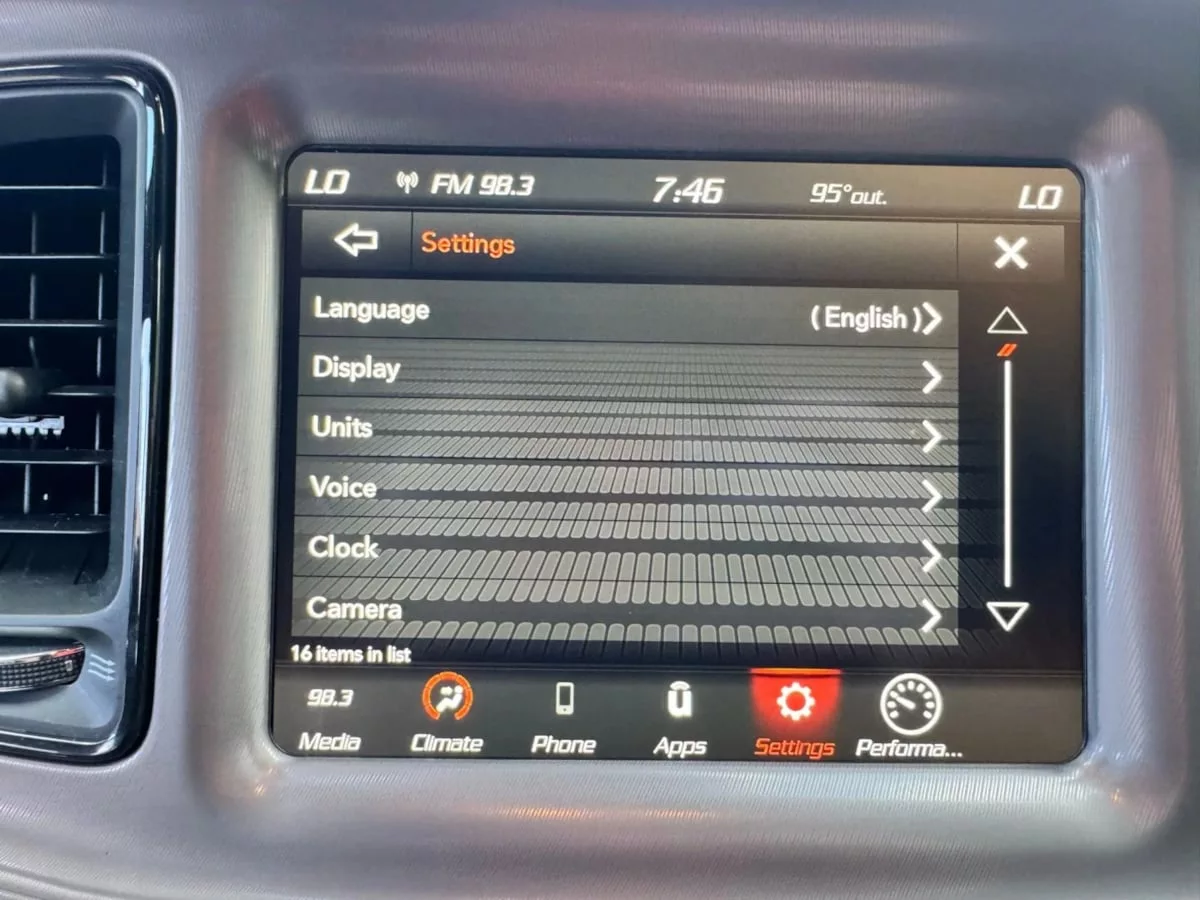 LO FM 98.3 7:46 95° out. LO
Settings
Language (English)
Display
Units
Voice
Clock
Camera
16 items in list
98.3
Media Climate Phone Apps Settings Performa...